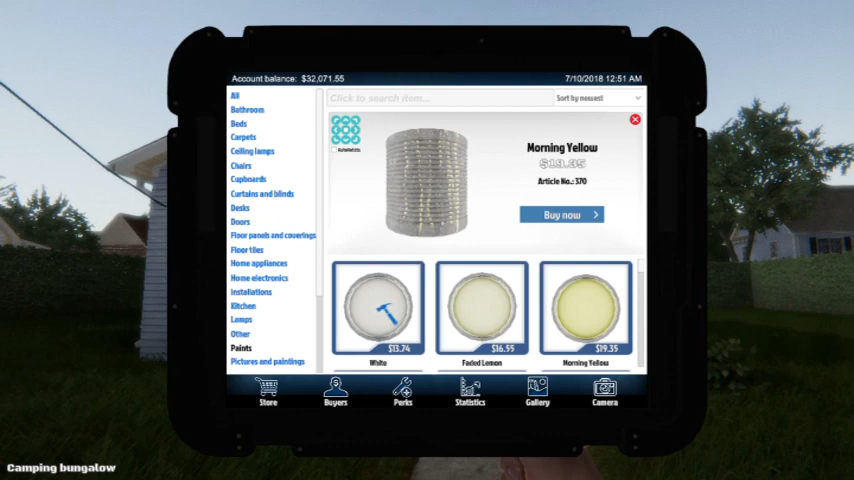 Account balance: $32,071.55
7/10/2018 12:51 AM
All
Bathroom
Beds
Carpets
Ceiling lamps
Chairs
Cupboards
Curtains and blinds
Desks
Doors
Floor panels and coverings
Floor tiles
Home appliances
Home electronics
Installations
Kitchen
Lamps
Other
Paints
Pictures and paintings
Click to search item...
Sort by newest
Morning Yellow
$19.35
Article No.: 370
Buy now
$13.74
White
$16.55
Faded Lemon
$19.35
Morning Yellow
Store
Buyers
Perks
Statistics
Gallery
Camera
Camping bungalow